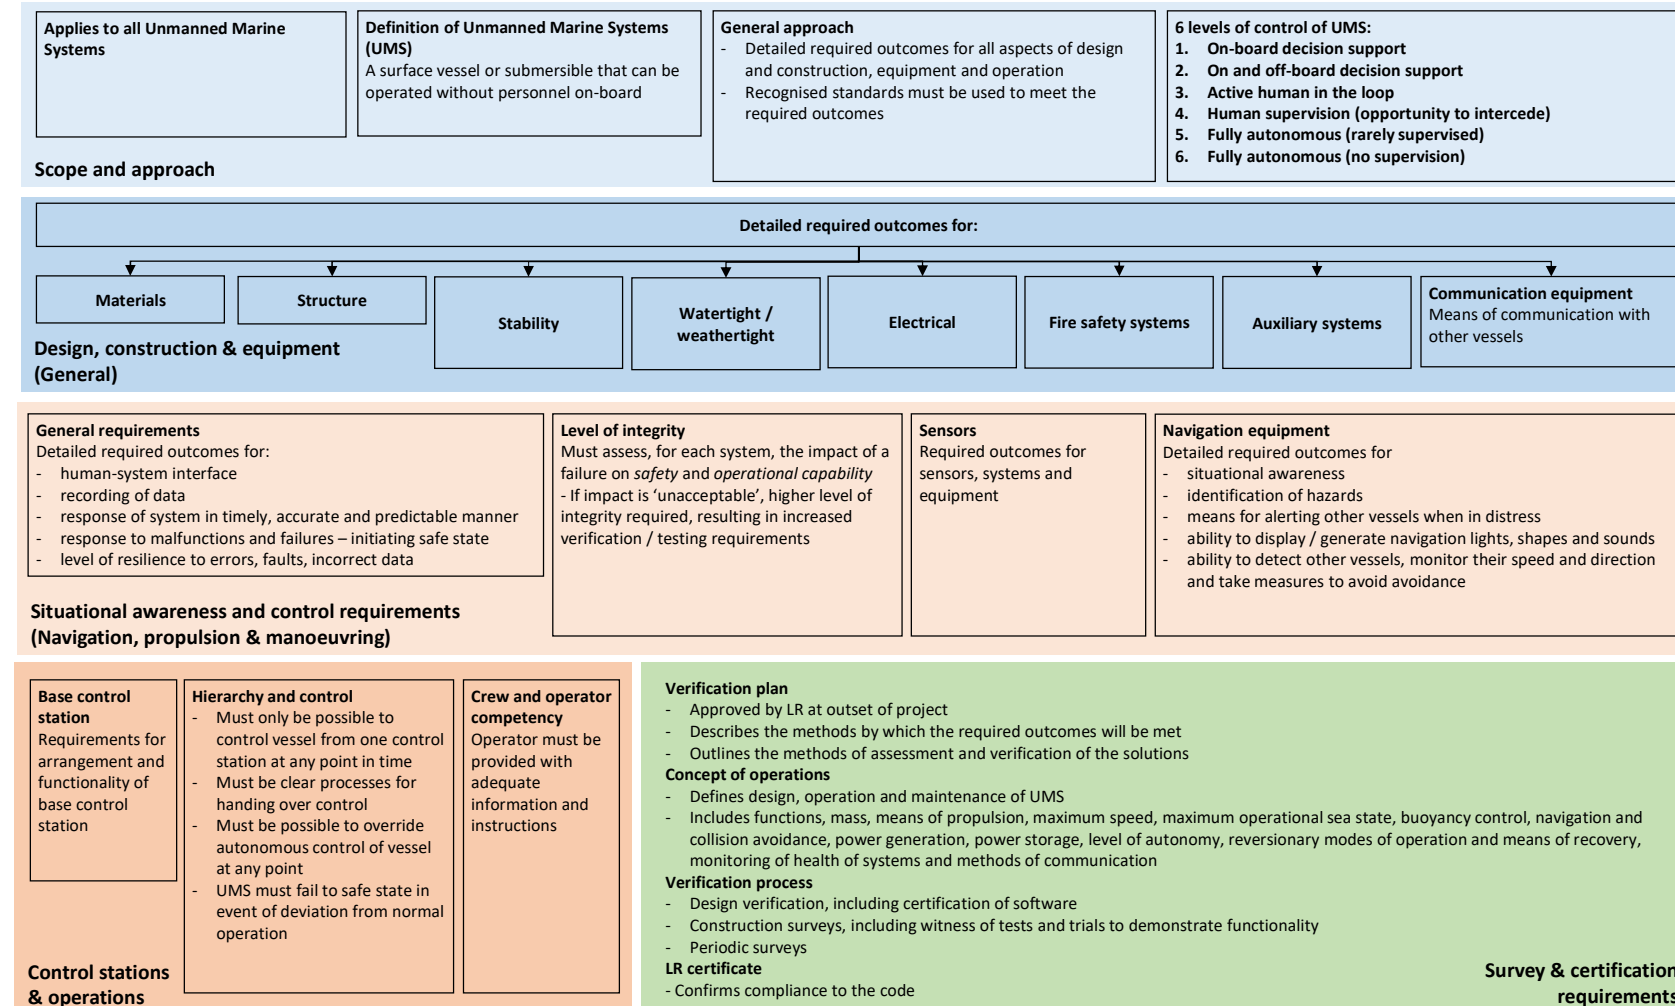 Applies to all Unmanned Marine
Systems
Definition of Unmanned Marine Systems
(UMS)
A surface vessel or submersible that can be
operated without personnel on-board
General approach
- Detailed required outcomes for all aspects of design
and construction, equipment and operation
- Recognised standards must be used to meet the
required outcomes
6 levels of control of UMS:
1. On-board decision support
2. On and off-board decision support
3. Active human in the loop
4. Human supervision (opportunity to intercede)
5. Fully autonomous (rarely supervised)
6. Fully autonomous (no supervision)
Scope and approach
Detailed required outcomes for:
Materials
Structure
Stability
Watertight /
weathertight
Electrical
Fire safety systems
Auxiliary systems
Communication equipment
Means of communication with
other vessels
Design, construction & equipment
(General)
General requirements
Detailed required outcomes for:
- human-system interface
- recording of data
- response of system in timely, accurate and predictable manner
- response to malfunctions and failures – initiating safe state
- level of resilience to errors, faults, incorrect data
Level of integrity
Must assess, for each system, the impact of a
failure on safety and operational capability
- If impact is ‘unacceptable’, higher level of
integrity required, resulting in increased
verification / testing requirements
Sensors
Required outcomes for
sensors, systems and
equipment
Navigation equipment
Detailed required outcomes for
- situational awareness
- identification of hazards
- means for alerting other vessels when in distress
- ability to display / generate navigation lights, shapes and sounds
- ability to detect other vessels, monitor their speed and direction
and take measures to avoid avoidance
Situational awareness and control requirements
(Navigation, propulsion & manoeuvring)
Base control
station
Requirements for
arrangement and
functionality of
base control
station
Hierarchy and control
- Must only be possible to
control vessel from one control
station at any point in time
- Must be clear processes for
handing over control
- Must be possible to override
autonomous control of vessel
at any point
- UMS must fail to safe state in
event of deviation from normal
operation
Crew and operator
competency
Operator must be
provided with
adequate
information and
instructions
Control stations
& operations
Verification plan
- Approved by LR at outset of project
- Describes the methods by which the required outcomes will be met
- Outlines the methods of assessment and verification of the solutions
Concept of operations
- Defines design, operation and maintenance of UMS
- Includes functions, mass, means of propulsion, maximum speed, maximum operational sea state, buoyancy control, navigation and
collision avoidance, power generation, power storage, level of autonomy, reversionary modes of operation and means of recovery,
monitoring of health of systems and methods of communication
Verification process
- Design verification, including certification of software
- Construction surveys, including witness of tests and trials to demonstrate functionality
- Periodic surveys
LR certificate
- Confirms compliance to the code
Survey & certification
requirements